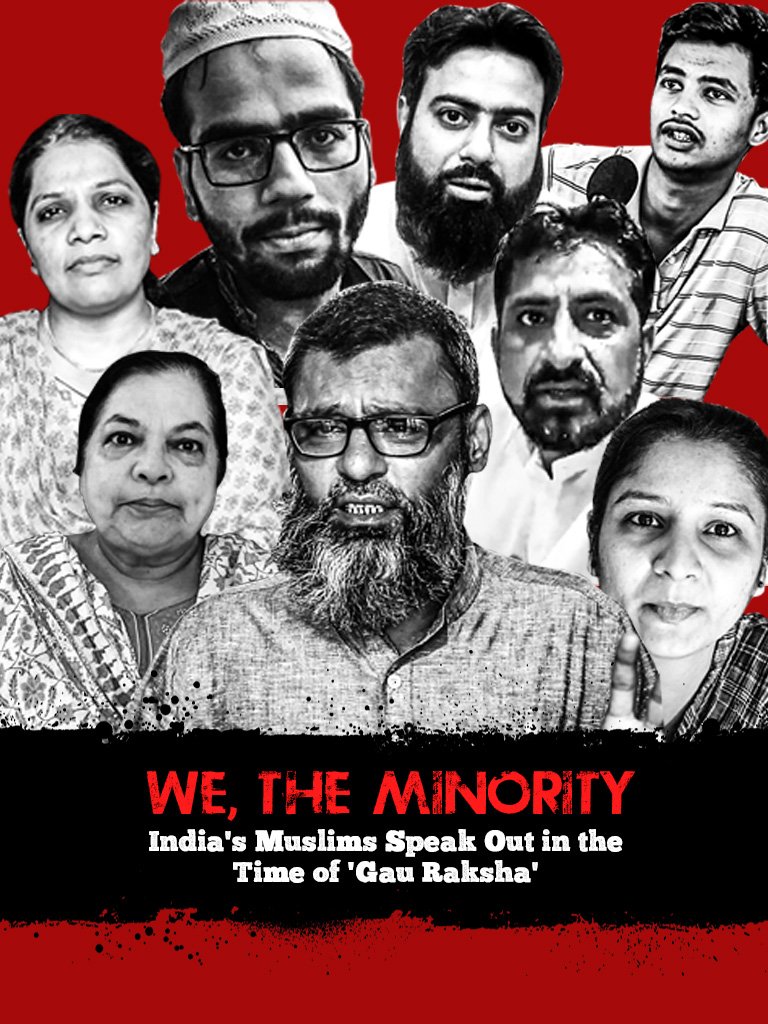 WE, THE MINORITY
India's Muslims Speak Out in the
Time of 'Gau Raksha'